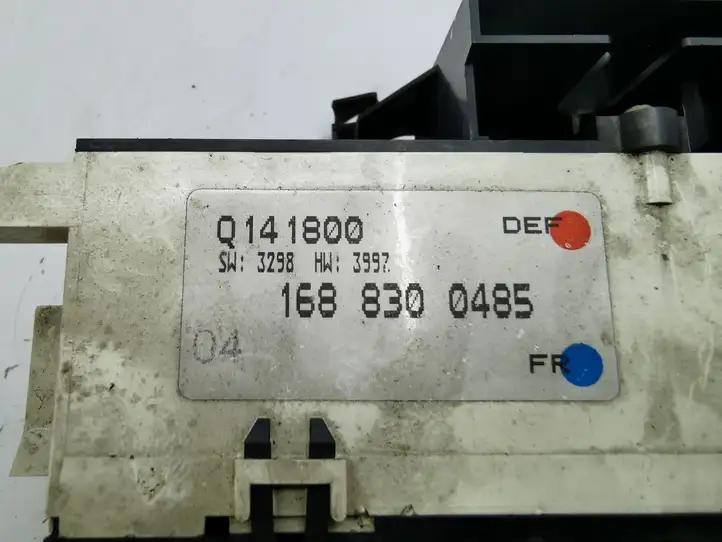 Q141800
DEF
SW: 3298 HW: 3997
168 830 0485
04
FR